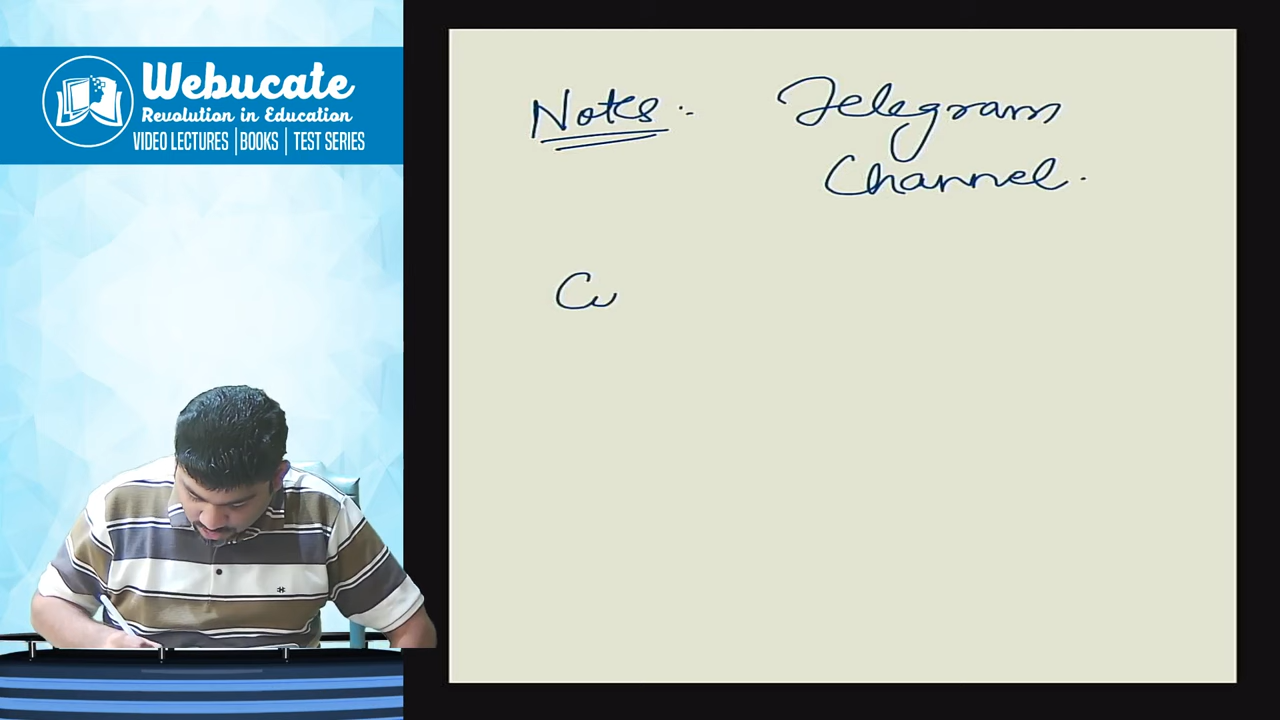 Webucate
Revolution in Education
VIDEO LECTURES | BOOKS | TEST SERIES
Notes :- Telegram
Channel.